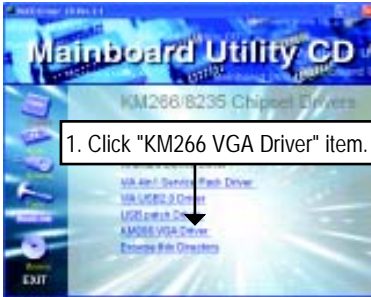 Mainboard Utility CD
KM266/8235 Chipset Drivers
1. Click "KM266 VGA Driver" item.
VIA 4in1 Service Pack Driver
VIA USB2.0 Driver
USB patch Driver
KM266 VGA Driver
Browse this Directory
EXIT